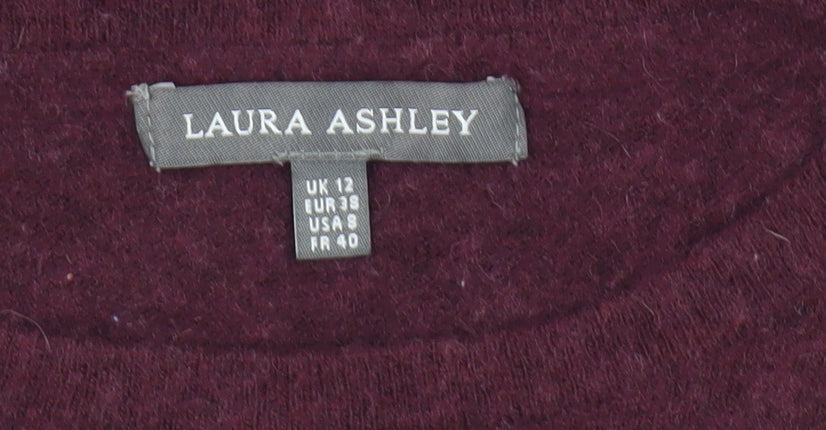 LAURA ASHLEY
UK 12
EUR 38
USA 8
FR 40